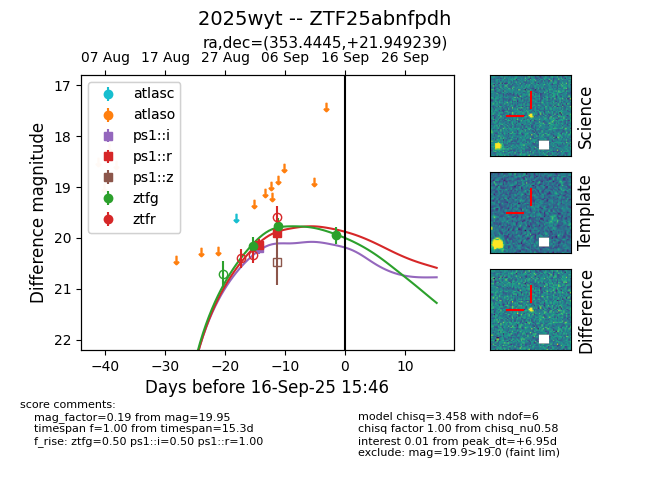 2025wyt -- ZTF25abnfpdh
ra,dec=(353.4445,+21.949239)
07 Aug 17 Aug 27 Aug 06 Sep 16 Sep 26 Sep
17
18
19
20
21
22
Difference magnitude
atlasc
atlaso
ps1::i
ps1::r
ps1::z
ztfg
ztfr
−40 −30 −20 −10 0 10
Days before 16-Sep-25 15:46
Science
Template
Difference
score comments:
mag_factor=0.19 from mag=19.95
timespan f=1.00 from timespan=15.3d
f_rise: ztfg=0.50 ps1::i=0.50 ps1::r=1.00
model chisq=3.458 with ndof=6
chisq factor 1.00 from chisq_nu0.58
interest 0.01 from peak_dt=+6.95d
exclude: mag=19.9>19.0 (faint lim)